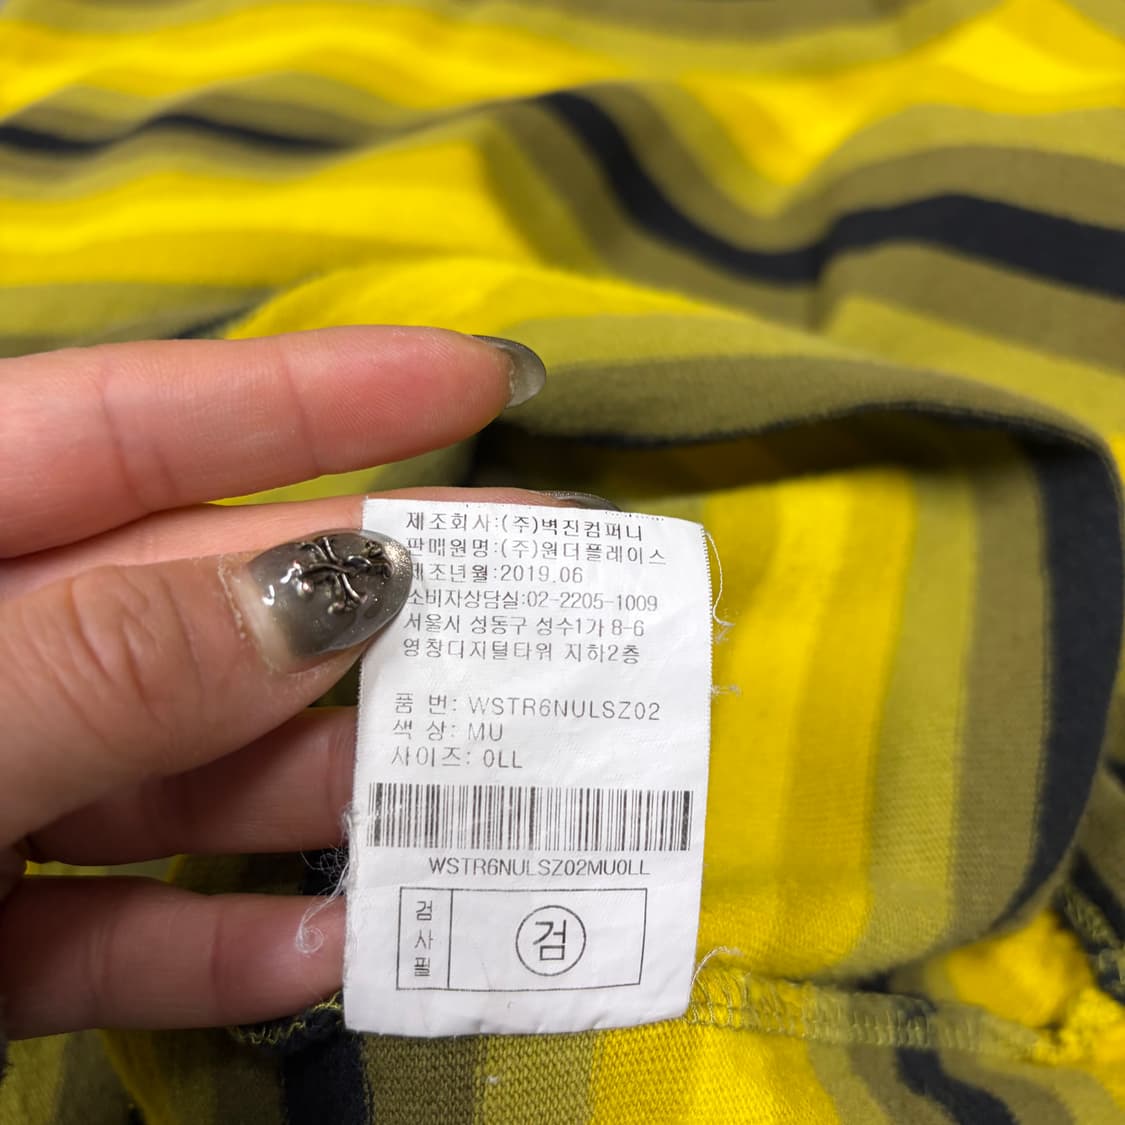 제조회사:(주)벽진컴퍼니
판매원명:(주)원더플레이스
제조년월:2019.06
소비자상담실:02-2205-1009
서울시 성동구 성수1가 8-6
영창디지털타워 지하2층
품 번: WSTR6NULSZ02
색 상: MU
사이즈: 0LL
WSTR6NULSZ02MU0LL
검사필
검